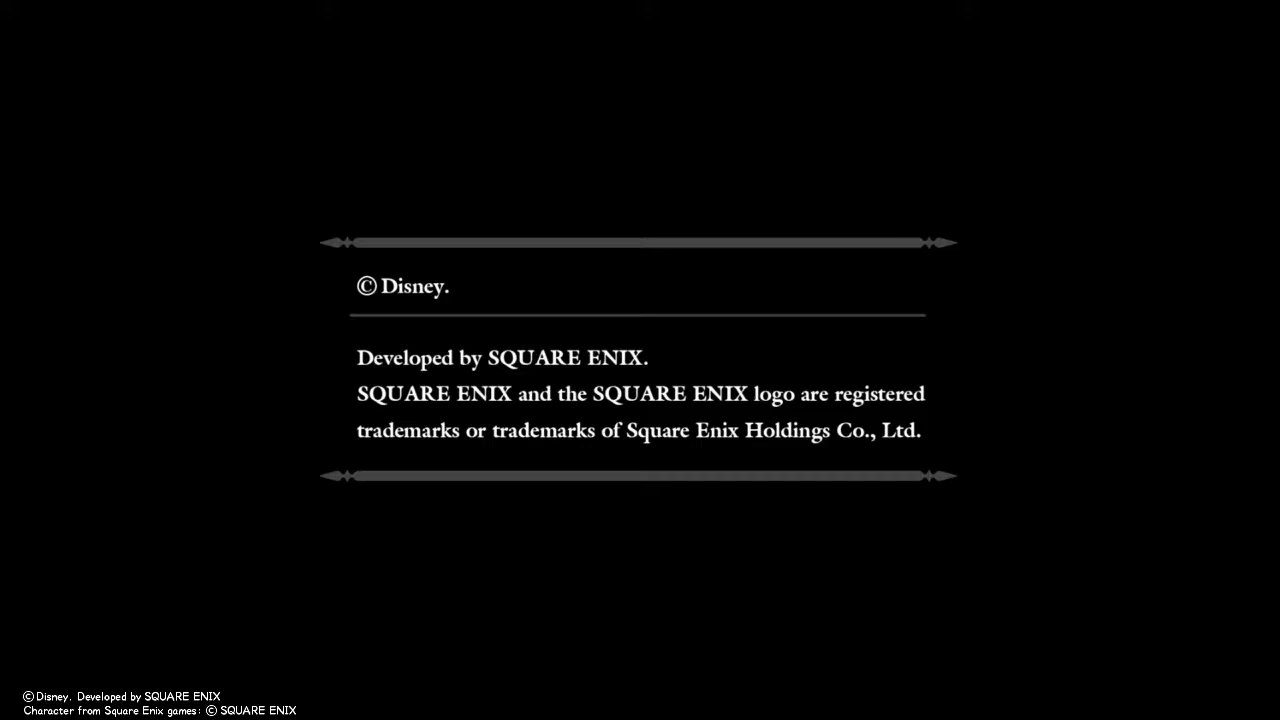 © Disney.
Developed by SQUARE ENIX.
SQUARE ENIX and the SQUARE ENIX logo are registered
trademarks or trademarks of Square Enix Holdings Co., Ltd.
© Disney. Developed by SQUARE ENIX
Character from Square Enix games: © SQUARE ENIX